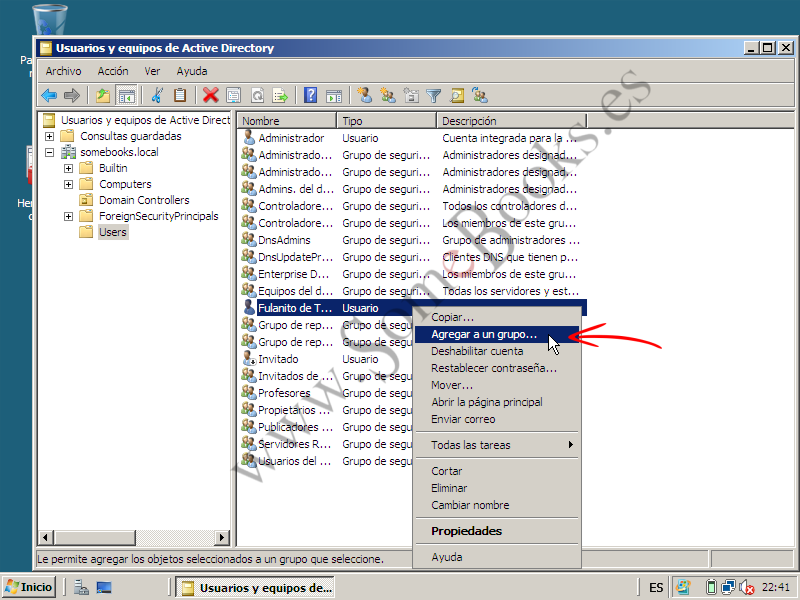 Pa
Usuarios y equipos de Active Directory
Archivo Acción Ver Ayuda
Usuarios y equipos de Active Direct
Consultas guardadas
somebooks.local
Builtin
Computers
Domain Controllers
ForeignSecurityPrincipals
Users
Nombre Tipo Descripción
Administrador Usuario Cuenta integrada para la ...
Administrado... Grupo de seguri... Administradores designad...
Administrado... Grupo de seguri... Administradores designad...
Admins. del d... Grupo de seguri... Administradores designad...
Controladore... Grupo de seguri... Todos los controladores d...
Controladore... Grupo de seguri... Los miembros de este gru...
DnsAdmins Grupo de seguri... Grupo de administradores ...
DnsUpdatePr... Grupo de seguri... Clientes DNS que tienen p...
Enterprise D... Grupo de seguri... Los miembros de este gru...
Equipos del d... Grupo de seguri... Todas los servidores y est...
Fulanito de T... Usuario
Grupo de rep... Grupo de segu
Grupo de rep... Grupo de segu
Invitado Usuario
Invitados de ... Grupo de segu
Profesores Grupo de segu
Propietários ... Grupo de segu
Publicadores ... Grupo de segu
Servidores R... Grupo de segu
Usuarios del ... Grupo de segu
Copiar...
Agregar a un grupo...
Deshabilitar cuenta
Restablecer contraseña...
Mover...
Abrir la página principal
Enviar correo
Todas las tareas
Cortar
Eliminar
Cambiar nombre
Propiedades
Ayuda
Le permite agregar los objetos seleccionados a un grupo que seleccione.
Inicio Usuarios y equipos de... ES 22:41
www.SomeBooks.es